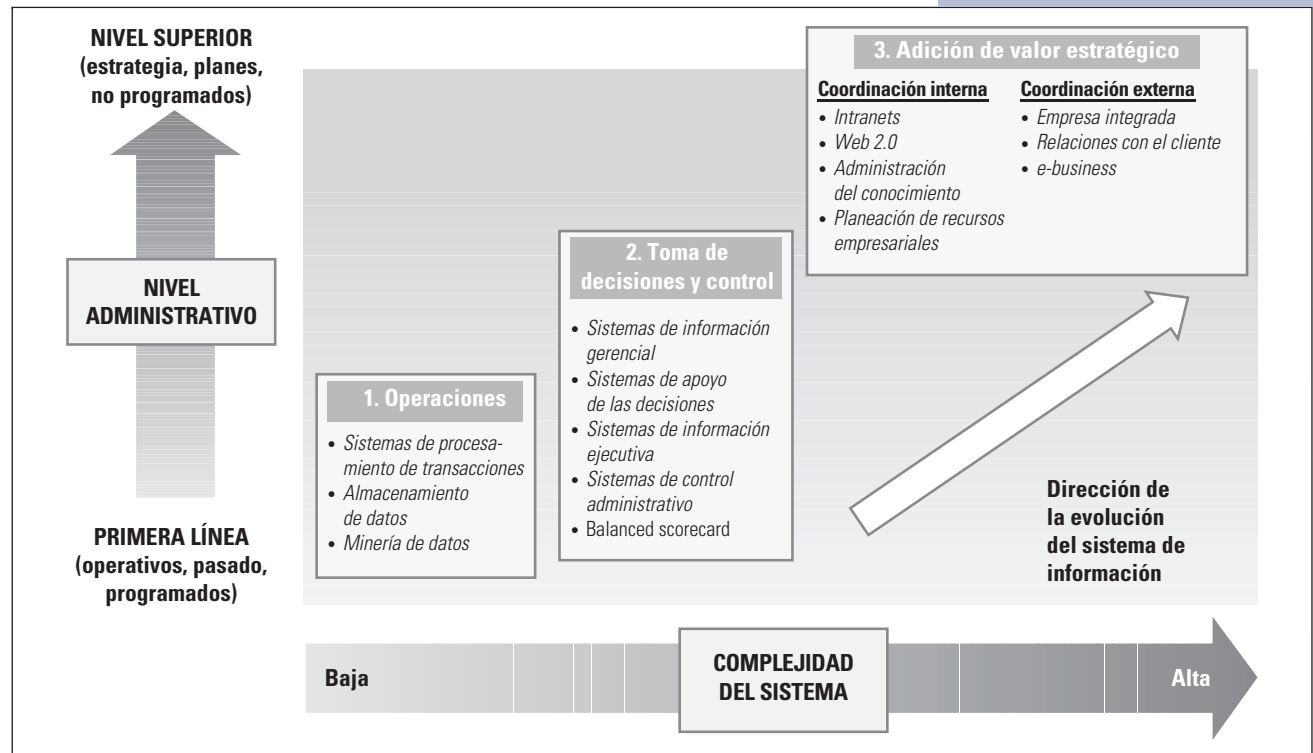 NIVEL SUPERIOR
(estrategia, planes,
no programados)
NIVEL
ADMINISTRATIVO
PRIMERA LÍNEA
(operativos, pasado,
programados)
1. Operaciones
• Sistemas de procesa-
miento de transacciones
• Almacenamiento
de datos
• Minería de datos
2. Toma de
decisiones y control
• Sistemas de información
gerencial
• Sistemas de apoyo
de las decisiones
• Sistemas de información
ejecutiva
• Sistemas de control
administrativo
• Balanced scorecard
3. Adición de valor estratégico
Coordinación interna
• Intranets
• Web 2.0
• Administración
del conocimiento
• Planeación de recursos
empresariales
Coordinación externa
• Empresa integrada
• Relaciones con el cliente
• e-business
Dirección de
la evolución
del sistema de
información
Baja
COMPLEJIDAD
DEL SISTEMA
Alta